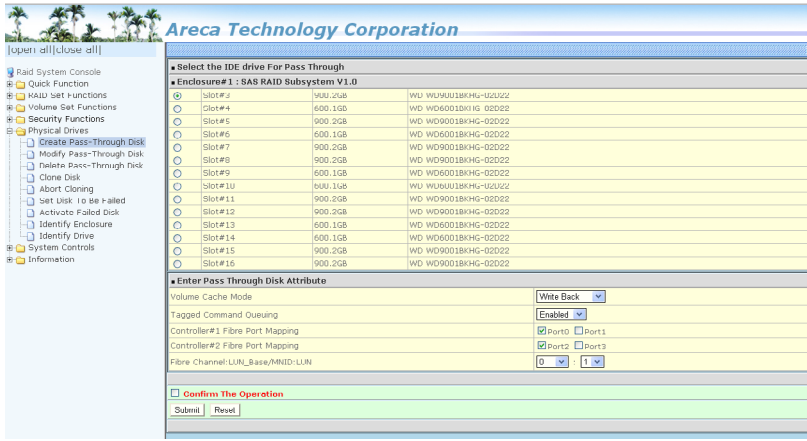 Areca Technology Corporation
|open all|close all|
Raid System Console
Quick Function
RAID Set Functions
Volume Set Functions
Security Functions
Physical Drives
Create Pass-Through Disk
Modify Pass-Through Disk
Delete Pass-Through Disk
Clone Disk
Abort Cloning
Set Disk To Be Failed
Activate Failed Disk
Identify Enclosure
Identify Drive
System Controls
Information
Select the IDE drive For Pass Through
Enclosure#1 : SAS RAID Subsystem V1.0
Slot#3 900.2GB WD WD9001BKHG-02D22
Slot#4 600.1GB WD WD6001BKHG-02D22
Slot#5 900.2GB WD WD9001BKHG-02D22
Slot#6 600.1GB WD WD6001BKHG-02D22
Slot#7 900.2GB WD WD9001BKHG-02D22
Slot#8 900.2GB WD WD9001BKHG-02D22
Slot#9 600.1GB WD WD6001BKHG-02D22
Slot#10 600.1GB WD WD6001BKHG-02D22
Slot#11 900.2GB WD WD9001BKHG-02D22
Slot#12 900.2GB WD WD9001BKHG-02D22
Slot#13 600.1GB WD WD6001BKHG-02D22
Slot#14 600.1GB WD WD6001BKHG-02D22
Slot#15 900.2GB WD WD9001BKHG-02D22
Slot#16 900.2GB WD WD9001BKHG-02D22
Enter Pass Through Disk Attribute
Volume Cache Mode Write Back
Tagged Command Queuing Enabled
Controller#1 Fibre Port Mapping Port0 Port1
Controller#2 Fibre Port Mapping Port2 Port3
Fibre Channel:LUN_Base/MNID:LUN 0 : 1
Confirm The Operation
Submit Reset